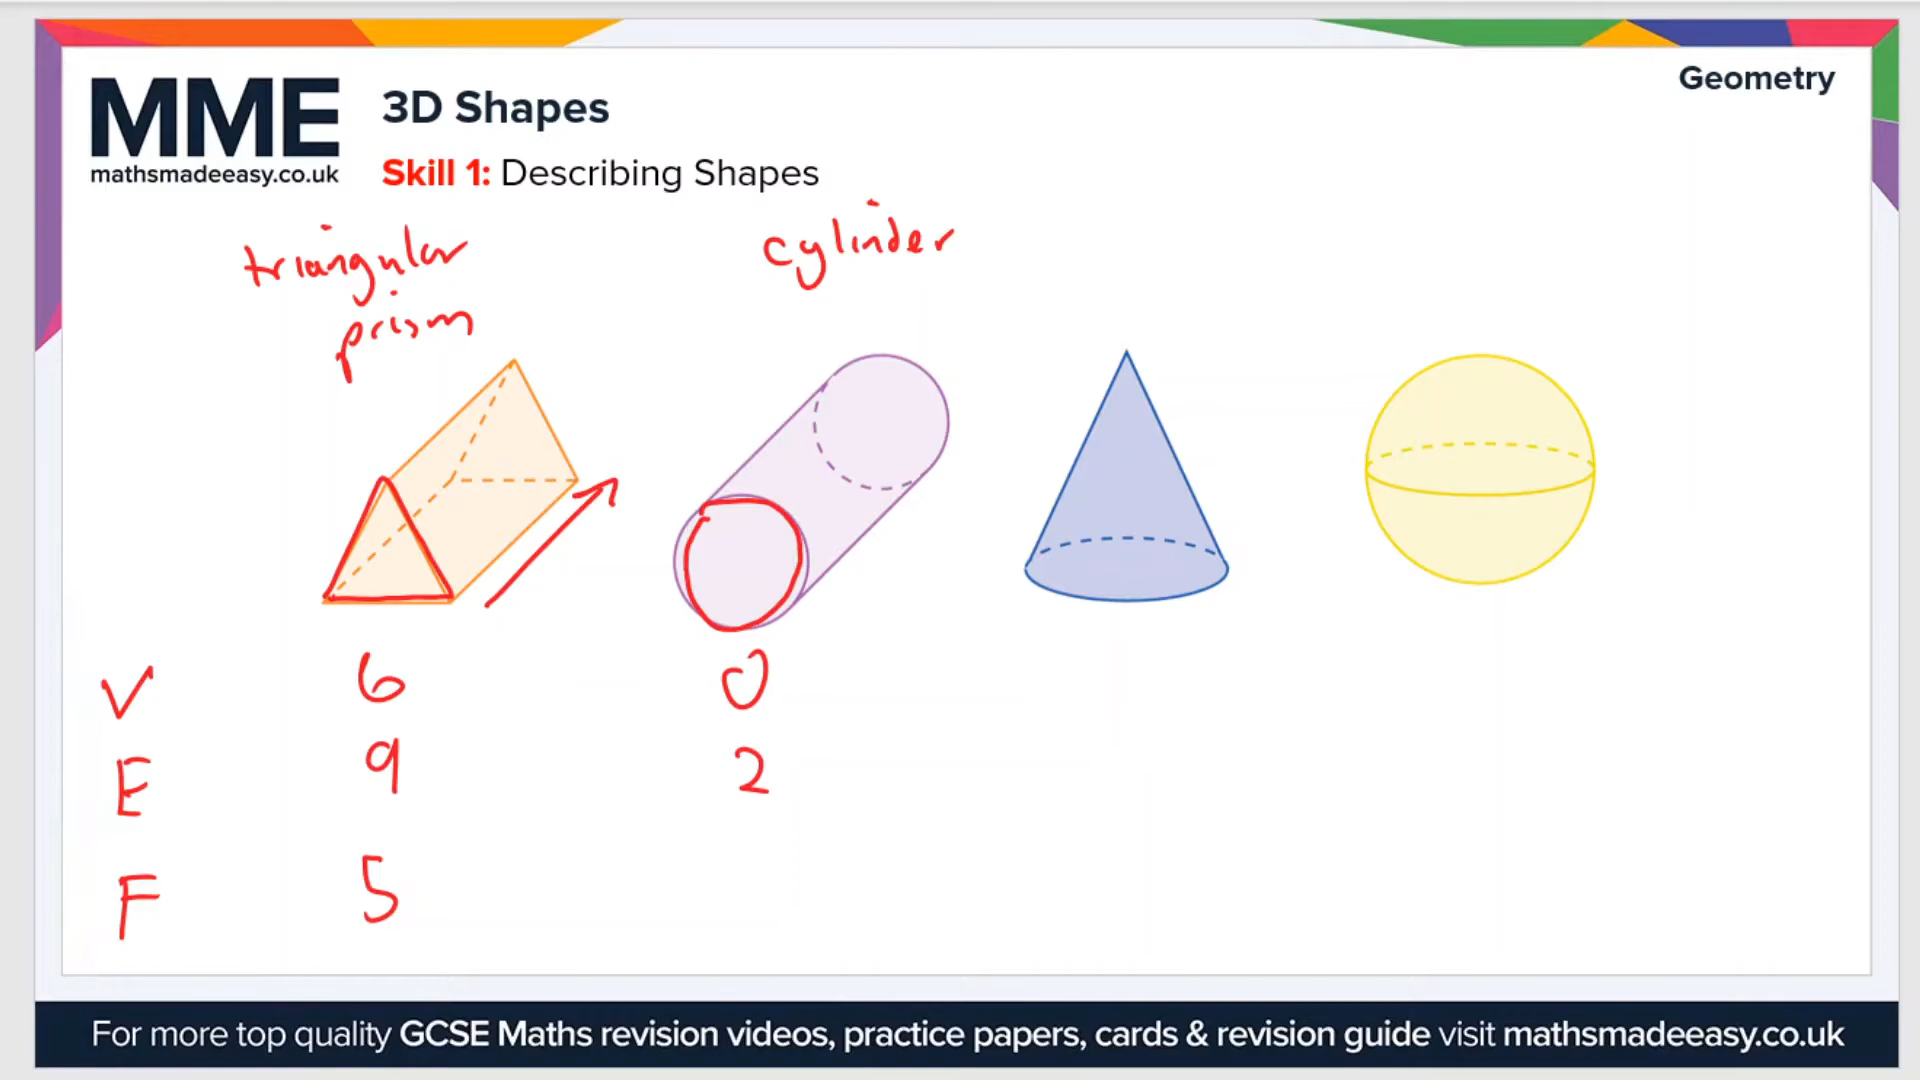 MME
mathsmadeeasy.co.uk
3D Shapes
Skill 1: Describing Shapes
Geometry
triangular
prism
cylinder
V 6 0
E 9 2
F 5
For more top quality GCSE Maths revision videos, practice papers, cards & revision guide visit mathsmadeeasy.co.uk